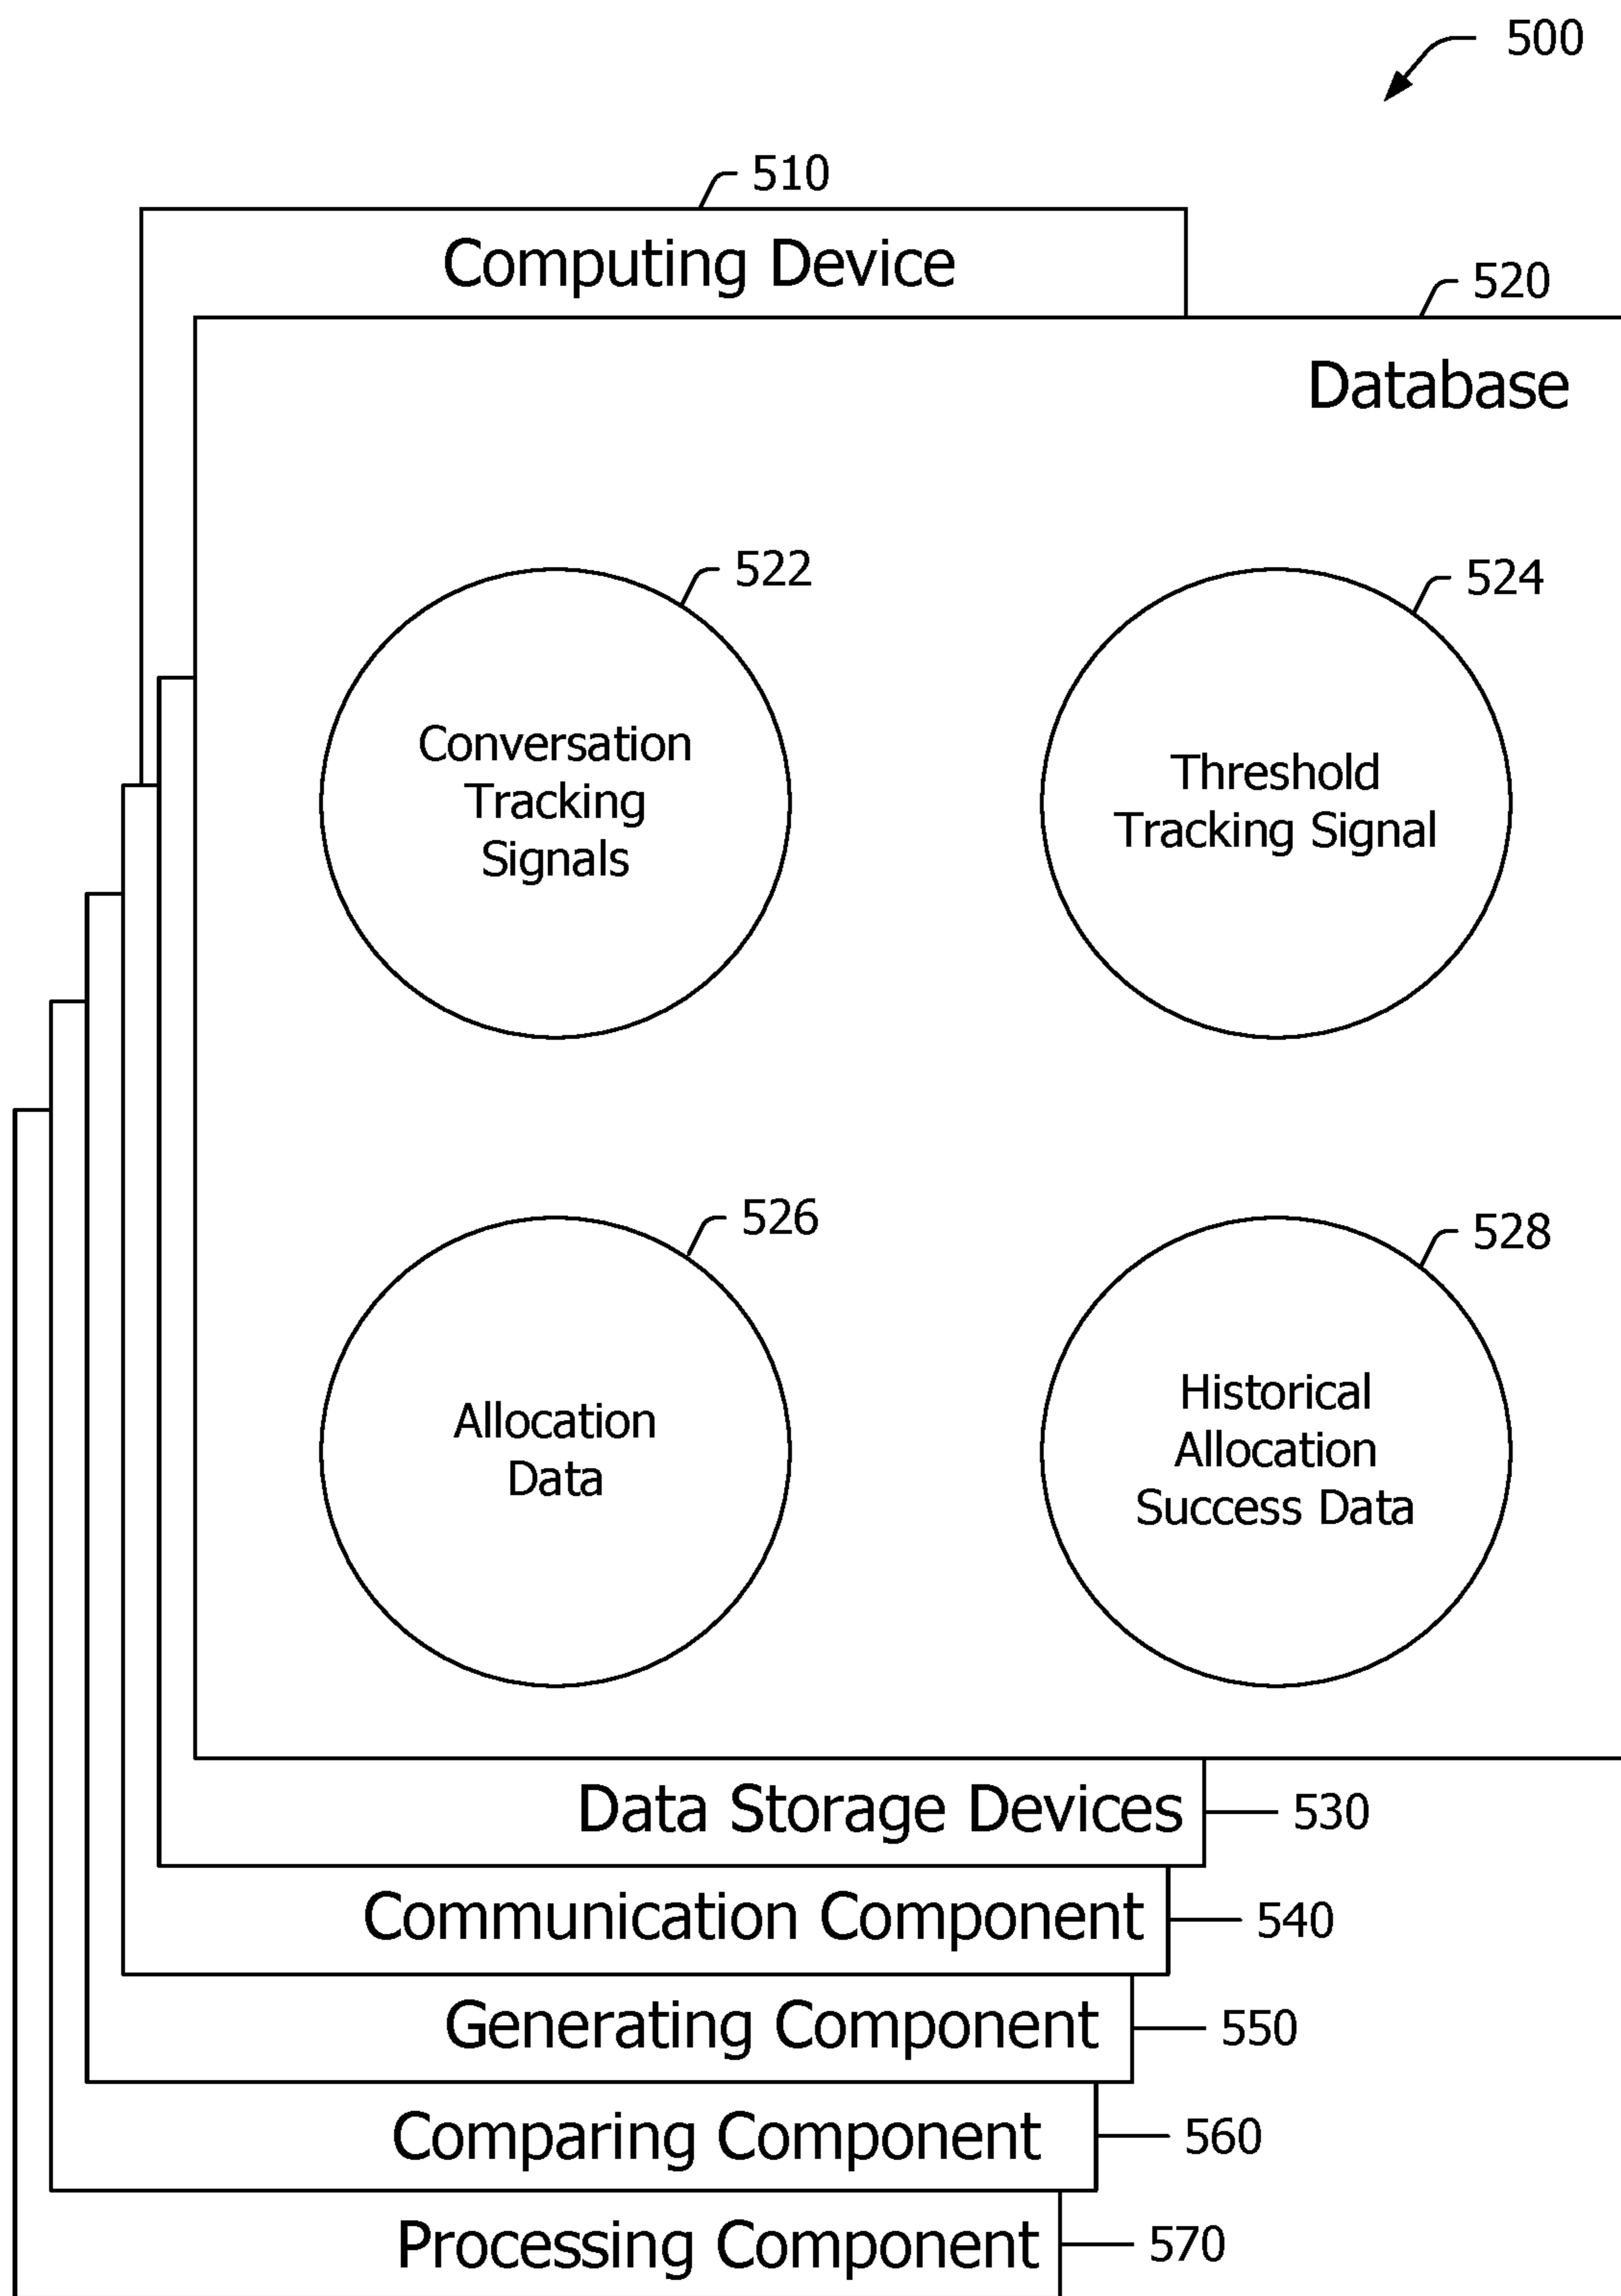 500
510
Computing Device
520
Database
522
524
Conversation
Tracking
Signals
Threshold
Tracking Signal
526
528
Allocation
Data
Historical
Allocation
Success Data
Data Storage Devices
530
Communication Component
540
Generating Component
550
Comparing Component
560
Processing Component
570